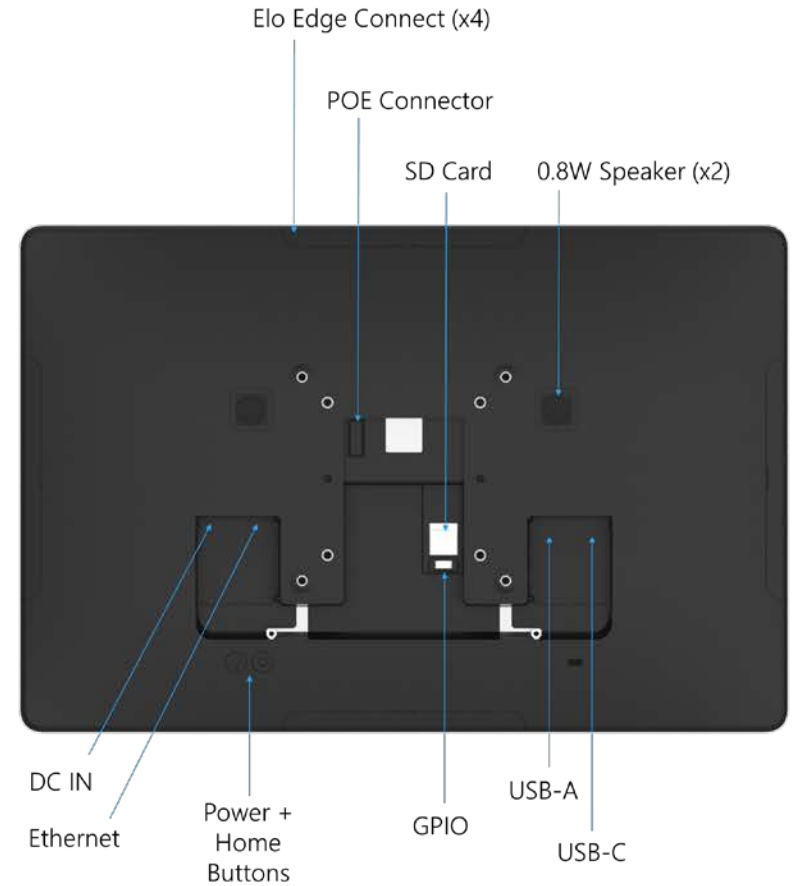 Elo Edge Connect (x4)
POE Connector
SD Card
0.8W Speaker (x2)
DC IN
Ethernet
Power +
Home
Buttons
GPIO
USB-A
USB-C